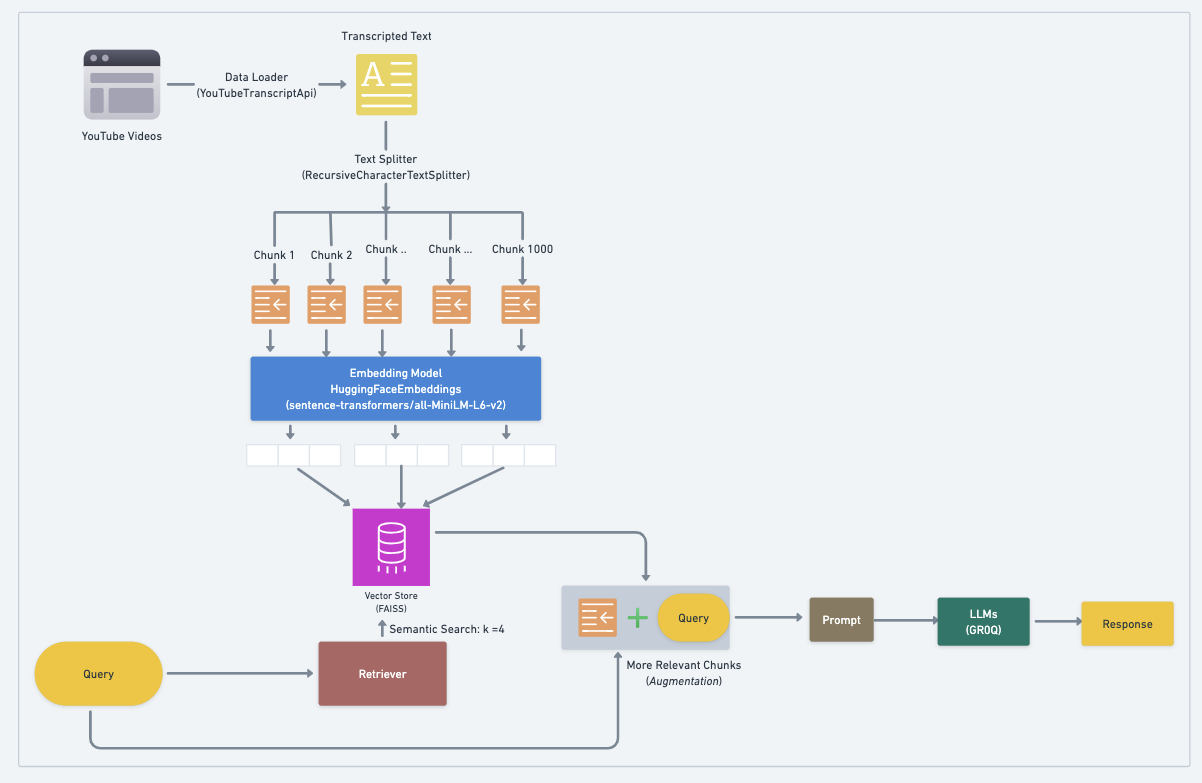 Transcripted Text
Data Loader
(YouTubeTranscriptApi)
YouTube Videos
Text Splitter
(RecursiveCharacterTextSplitter)
Chunk 1
Chunk 2
Chunk ..
Chunk ...
Chunk 1000
Embedding Model
HuggingFaceEmbeddings
(sentence-transformers/all-MiniLM-L6-v2)
Vector Store
(FAISS)
Semantic Search: k =4
Query
Retriever
Query
More Relevant Chunks
(Augmentation)
Prompt
LLMs
(GR0Q)
Response